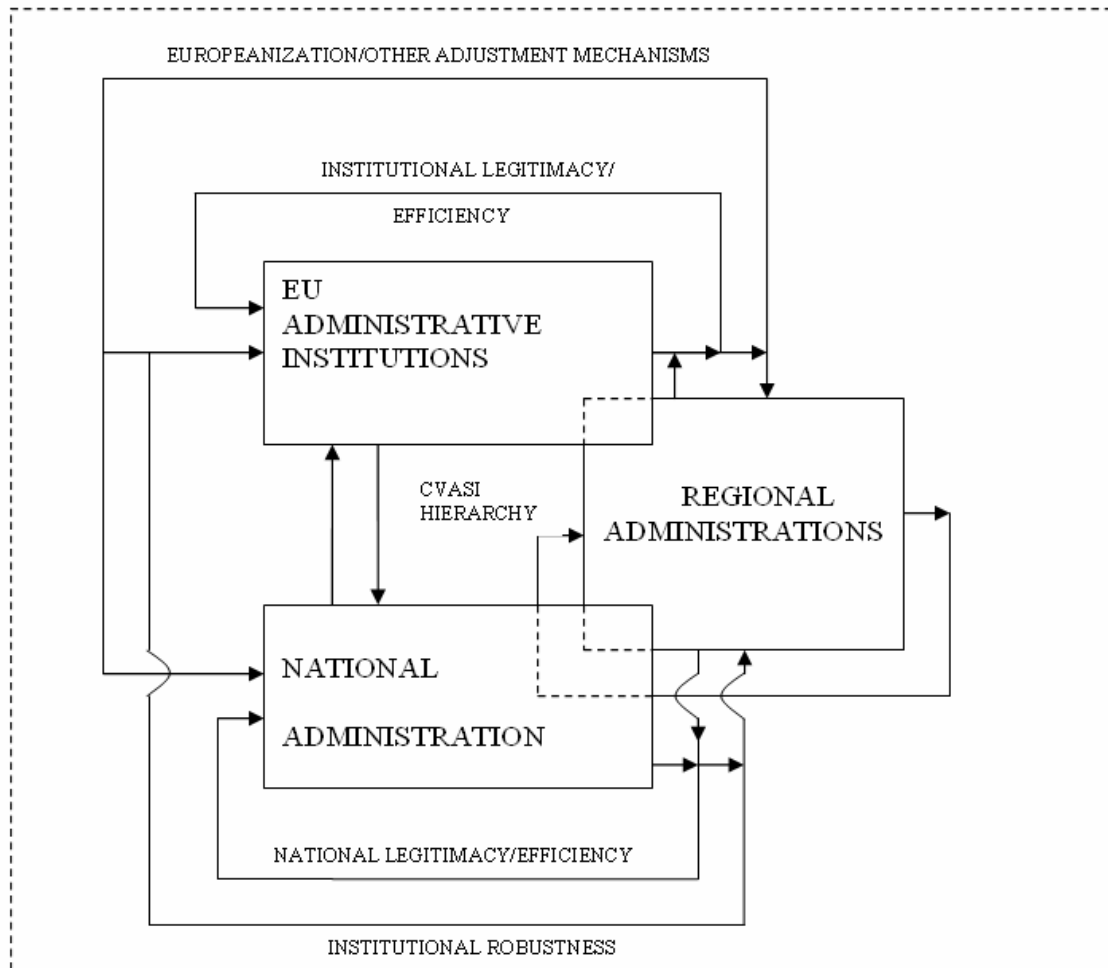 EUROPEANIZATION/OTHER ADJUSTMENT MECHANISMS
INSTITUTIONAL LEGITIMACY/
EFFICIENCY
EU
ADMINISTRATIVE
INSTITUTIONS
CVASI
HIERARCHY
REGIONAL
ADMINISTRATIONS
NATIONAL
ADMINISTRATION
NATIONAL LEGITIMACY/EFFICIENCY
INSTITUTIONAL ROBUSTNESS